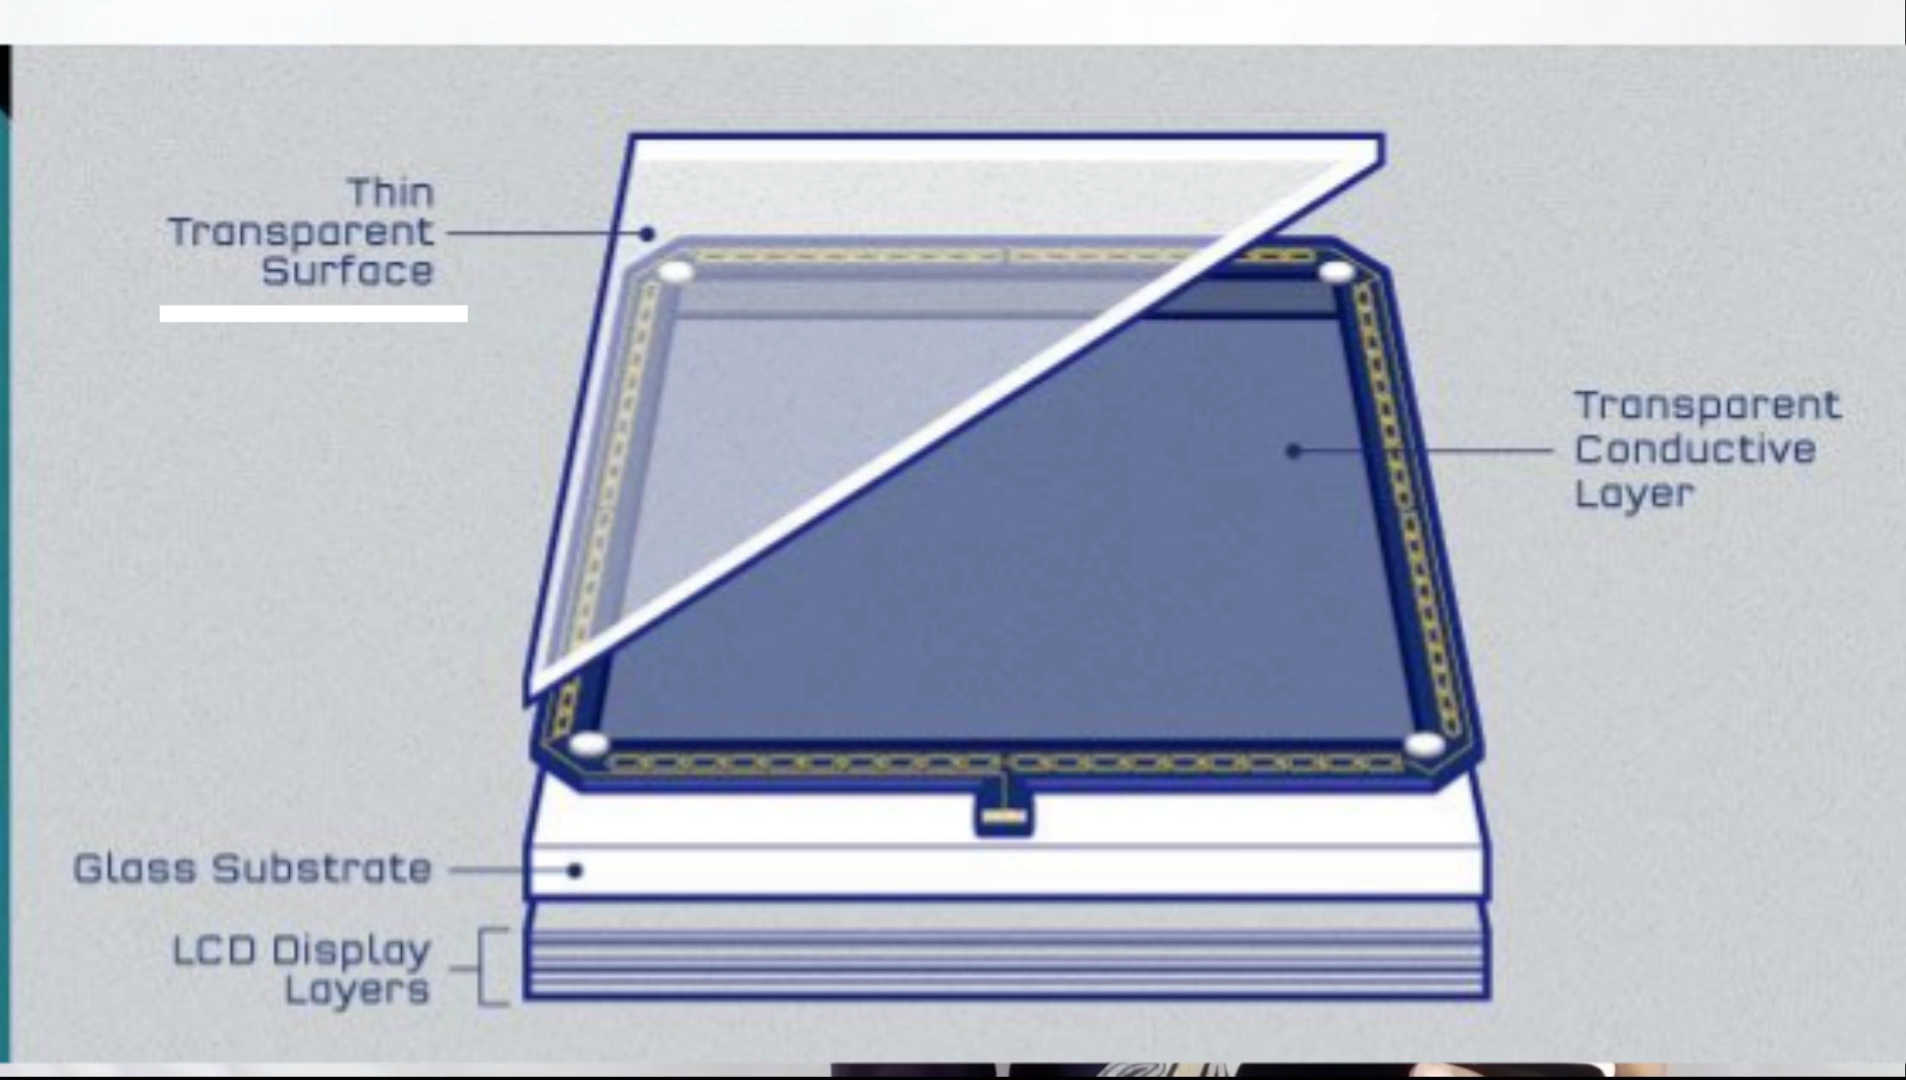 Thin
Transparent
Surface
Transparent
Conductive
Layer
Glass Substrate
LCD Display
Layers